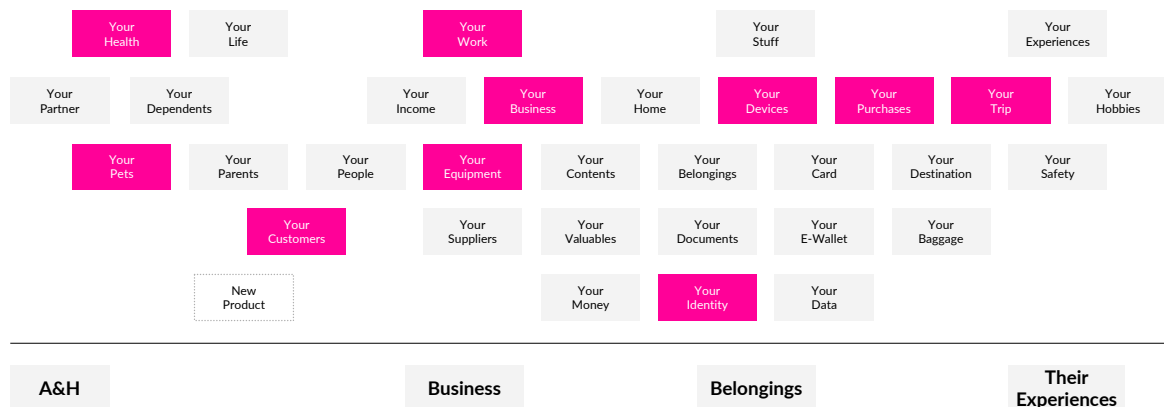 Your
Health
Your
Life
Your
Work
Your
Stuff
Your
Experiences
Your
Partner
Your
Dependents
Your
Income
Your
Business
Your
Home
Your
Devices
Your
Purchases
Your
Trip
Your
Hobbies
Your
Pets
Your
Parents
Your
People
Your
Equipment
Your
Contents
Your
Belongings
Your
Card
Your
Destination
Your
Safety
Your
Customers
Your
Suppliers
Your
Valuables
Your
Documents
Your
E-Wallet
Your
Baggage
New
Product
Your
Money
Your
Identity
Your
Data
A&H
Business
Belongings
Their
Experiences